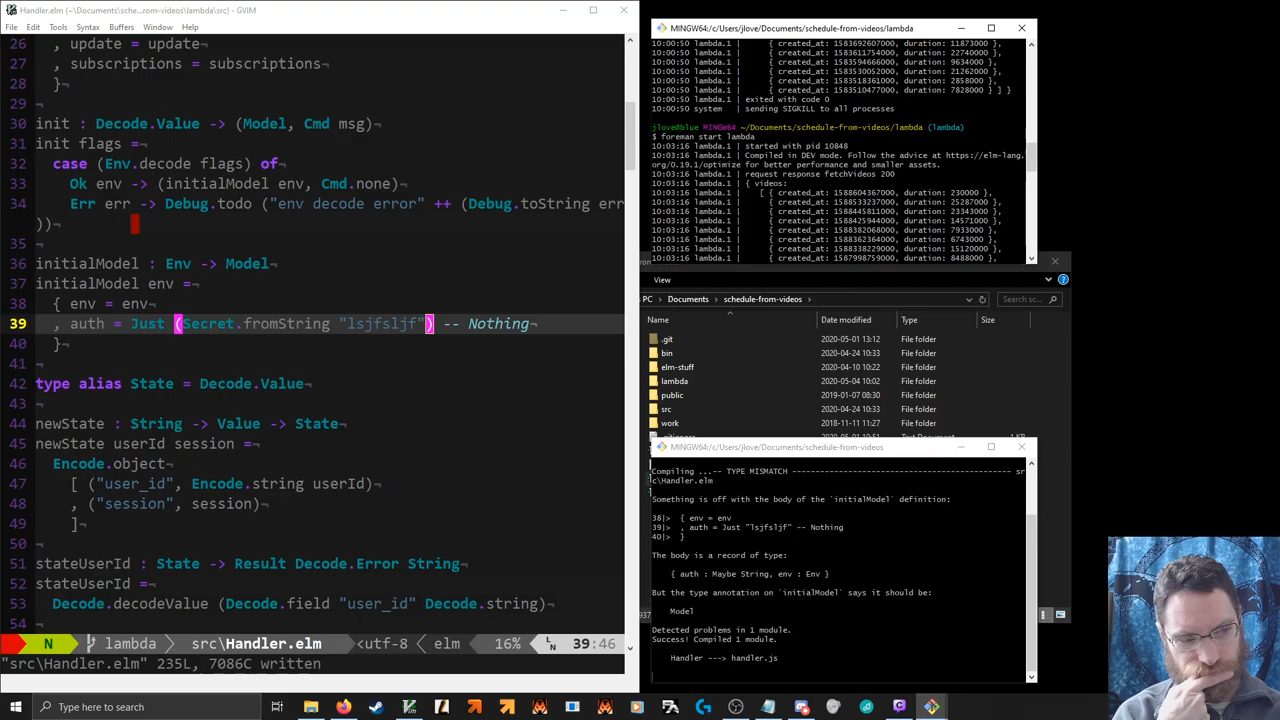 Handler.elm (~\Documents\schedule-from-videos\lambda\src) - GVIM
File Edit Tools Syntax Buffers Window Help
26 , update = update
27 , subscriptions = subscriptions
28 }¬
29 ¬
30 init : Decode.Value -> (Model, Cmd msg)¬
31 init flags =¬
32 case (Env.decode flags) of¬
33 Ok env -> (initialModel env, Cmd.none)¬
34 Err err -> Debug.todo ("env decode error" ++ (Debug.toString err
))¬
35 ¬
36 initialModel : Env -> Model¬
37 initialModel env =¬
38 { env = env¬
39 , auth = Just (Secret.fromString "lsjfsljf") -- Nothing¬
40 }¬
41 ¬
42 type alias State = Decode.Value¬
43 ¬
44 newState : String -> Value -> State¬
45 newState userId session =¬
46 Encode.object¬
47 [ ("user_id", Encode.string userId)¬
48 , ("session", session)¬
49 ]¬
50 ¬
51 stateUserId : State -> Result Decode.Error String¬
52 stateUserId =¬
53 Decode.decodeValue (Decode.field "user_id" Decode.string)¬
54 ¬
N lambda src\Handler.elm utf-8 elm 16% 39:46
"src\Handler.elm" 235L, 7086C written
MINGW64:/c/Users/jlove/Documents/schedule-from-videos/lambda
10:00:50 lambda.1 | { created_at: 1583692607000, duration: 11873000 },
10:00:50 lambda.1 | { created_at: 1583611754000, duration: 22740000 },
10:00:50 lambda.1 | { created_at: 1583594666000, duration: 9634000 },
10:00:50 lambda.1 | { created_at: 1583530052000, duration: 21262000 },
10:00:50 lambda.1 | { created_at: 1583518361000, duration: 2858000 },
10:00:50 lambda.1 | { created_at: 1583510477000, duration: 7828000 } ] }
10:00:50 lambda.1 | exited with code 0
10:00:50 system | sending SIGKILL to all processes
jlove@blue MINGW64 ~/Documents/schedule-from-videos/lambda (lambda)
$ foreman start lambda
10:03:16 lambda.1 | started with pid 10848
10:03:16 lambda.1 | Compiled in DEV mode. Follow the advice at https://elm-lang.
org/0.19.1/optimize for better performance and smaller assets.
10:03:16 lambda.1 | request response fetchVideos 200
10:03:16 lambda.1 | { videos:
10:03:16 lambda.1 | [ { created_at: 1588604367000, duration: 230000 },
10:03:16 lambda.1 | { created_at: 1588533237000, duration: 25287000 },
10:03:16 lambda.1 | { created_at: 1588445811000, duration: 23343000 },
10:03:16 lambda.1 | { created_at: 1588425944000, duration: 14571000 },
10:03:16 lambda.1 | { created_at: 1588382068000, duration: 7933000 },
10:03:16 lambda.1 | { created_at: 1588362364000, duration: 6743000 },
10:03:16 lambda.1 | { created_at: 1588338229000, duration: 15120000 },
10:03:16 lambda.1 | { created_at: 1587998759000, duration: 8488000 },
View
PC Documents schedule-from-videos Search sc...
Name Date modified Type Size
.git 2020-05-01 13:12 File folder
bin 2020-04-24 10:33 File folder
elm-stuff 2020-04-10 10:22 File folder
lambda 2020-05-04 10:02 File folder
public 2019-01-07 08:30 File folder
src 2020-04-24 10:33 File folder
work 2018-11-11 11:27 File folder
MINGW64:/c/Users/jlove/Documents/schedule-from-videos
Compiling ...-- TYPE MISMATCH ---------------------------------------- sr
c\Handler.elm
Something is off with the body of the `initialModel` definition:
38|> { env = env
39|> , auth = Just "lsjfsljf" -- Nothing
40|> }
The body is a record of type:
{ auth : Maybe String, env : Env }
But the type annotation on `initialModel` says it should be:
Model
Detected problems in 1 module.
Success! Compiled 1 module.
Handler ---> handler.js
Type here to search